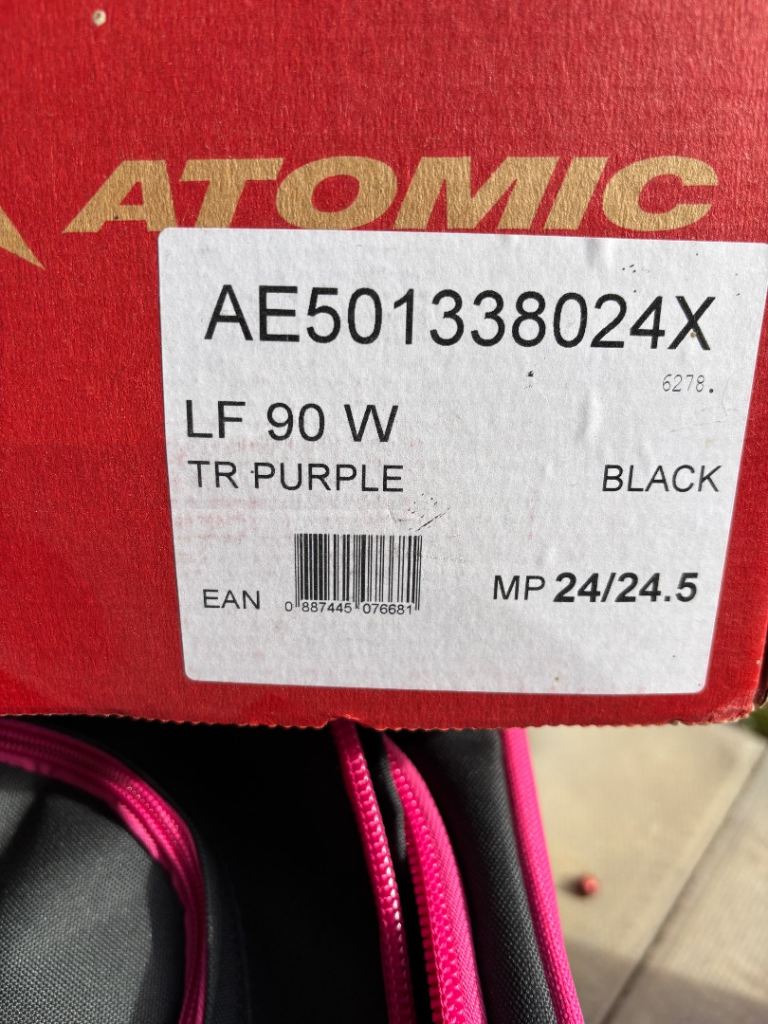 ATOMIC
AE501338024X
6278.
LF 90 W
TR PURPLE BLACK
EAN 0 887445 076681 MP 24/24.5